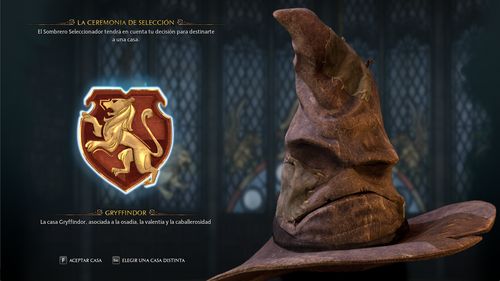 LA CEREMONIA DE SELECCIÓN
El Sombrero Seleccionador tendrá en cuenta tu decisión para destinarte
a una casa.
GRYFFINDOR
La casa Gryffindor, asociada a la osadía, la valentía y la caballerosidad
F ACEPTAR CASA Esc ELEGIR UNA CASA DISTINTA